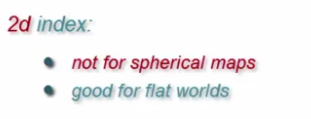 2d index:
not for spherical maps
good for flat worlds